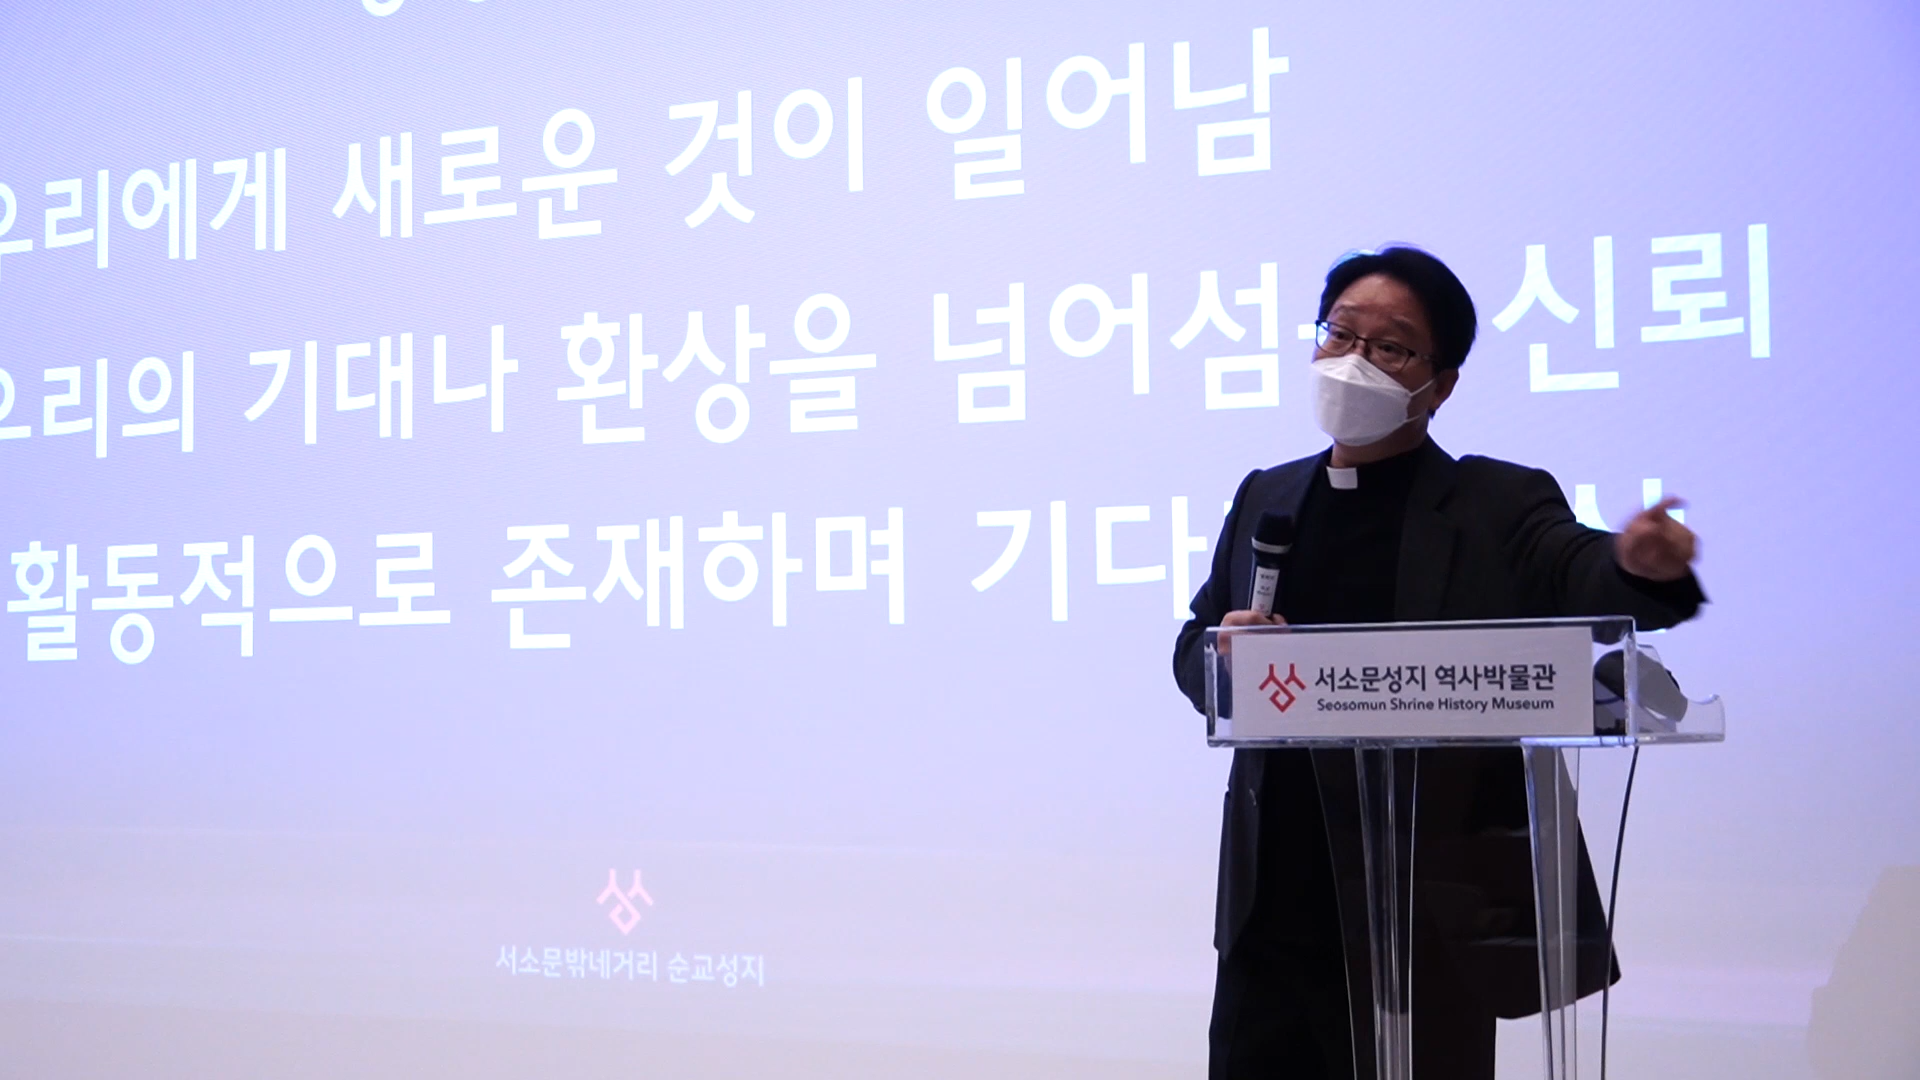 우리에게 새로운 것이 일어남
우리의 기대나 환상을 넘어섬 신뢰
활동적으로 존재하며
서소문성지 역사박물관
Seosomun Shrine History Museum
서소문밖네거리 순교성지